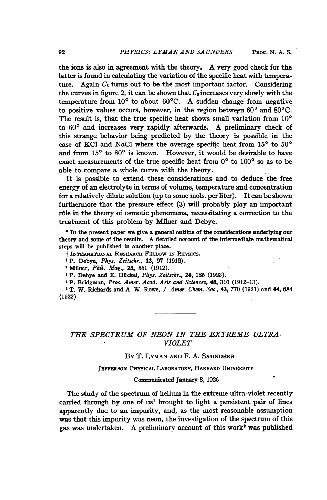 92 PHYSICS: LYMAN AND SAUNDERS PROC. N. A. S.
the ions is also in agreement with the theory. A very good check for the
latter is found in calculating the variation of the specific heat with tempera-
ture. Again C₂ turns out to be the most important factor. Considering
the curves in figure 2, it can be shown that C₂ increases very slowly with the
temperature from 10° to about 60°C. A sudden change from negative
to positive values occurs, however, in the region between 60° and 80°C.
The result is, that the true specific heat shows small variation from 10°
to 60° and increases very rapidly afterwards. A preliminary check of
this strange behavior being predicted by the theory is possible in the
case of KCl and NaCl where the average specific heat from 15° to 50°
and from 15° to 80° is known. However, it would be desirable to have
exact measurements of the true specific heat from 0° to 100° so as to be
able to compare a whole curve with the theory.
It is possible to extend these considerations and to deduce the free
energy of an electrolyte in terms of volume, temperature and concentration
for a relatively dilute solution (up to some mols. per liter). It can be shown
furthermore that the pressure effect (3) will probably play an important
rôle in the theory of osmotic phenomena, necessitating a correction to the
treatment of this problem by Milner and Debye.
* In the present paper we give a general outline of the considerations underlying our
theory and some of the results. A detailed account of the intermediate mathematical
steps will be published in another place.
† INTERNATIONAL RESEARCH FELLOW IN PHYSICS.
¹ P. Debye, Physik. Zeitschr., 13, 97 (1912).
² Milner, Phil. Mag., 23, 551 (1912).
³ P. Debye and E. Hückel, Phys. Zeitschr., 24, 185 (1923).
⁴ P. Bridgman, Proc. Amer. Acad. Arts and Sciences, 48, 310 (1912-13).
⁵ T. W. Richards and A. W. Rowe, J. Amer. Chem. Soc., 43, 770 (1921) and 44, 684
(1922)
THE SPECTRUM OF NEON IN THE EXTREME ULTRA-
VIOLET
BY T. LYMAN AND F. A. SAUNDERS
JEFFERSON PHYSICAL LABORATORY, HARVARD UNIVERSITY
Communicated January 8, 1926
The study of the spectrum of helium in the extreme ultra-violet recently
carried through by one of us¹ brought to light a persistent pair of lines
apparently due to an impurity, and, as the most reasonable assumption
was that this impurity was neon, the investigation of the spectrum of this
gas was undertaken. A preliminary account of this work² was published